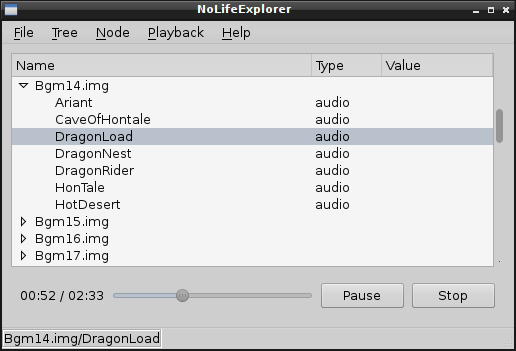 NoLifeExplorer
File Tree Node Playback Help
Name Type Value
Bgm14.img
Ariant audio
CaveOfHontale audio
DragonLoad audio
DragonNest audio
DragonRider audio
HonTale audio
HotDesert audio
Bgm15.img
Bgm16.img
Bgm17.img
00:52 / 02:33 Pause Stop
Bgm14.img/DragonLoad